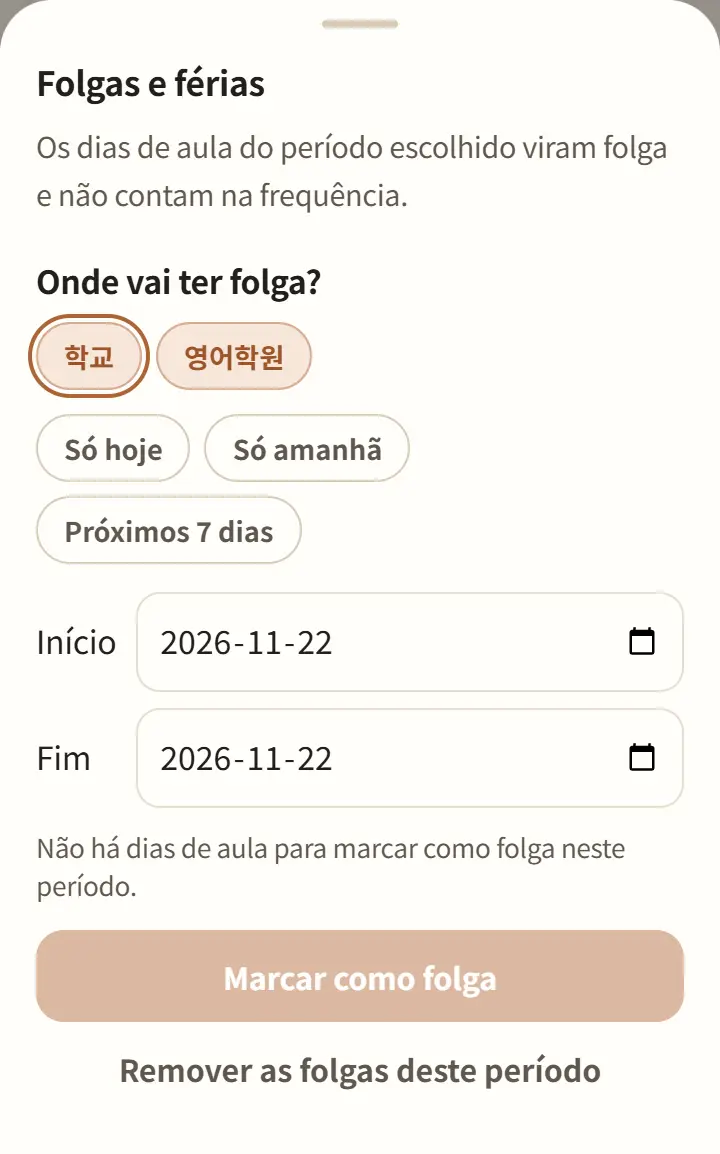 Folgas e férias
Os dias de aula do período escolhido viram folga
e não contam na frequência.
Onde vai ter folga?
학교 영어학원
Só hoje Só amanhã
Próximos 7 dias
Início 2026-11-22
Fim 2026-11-22
Não há dias de aula para marcar como folga neste
período.
Marcar como folga
Remover as folgas deste período